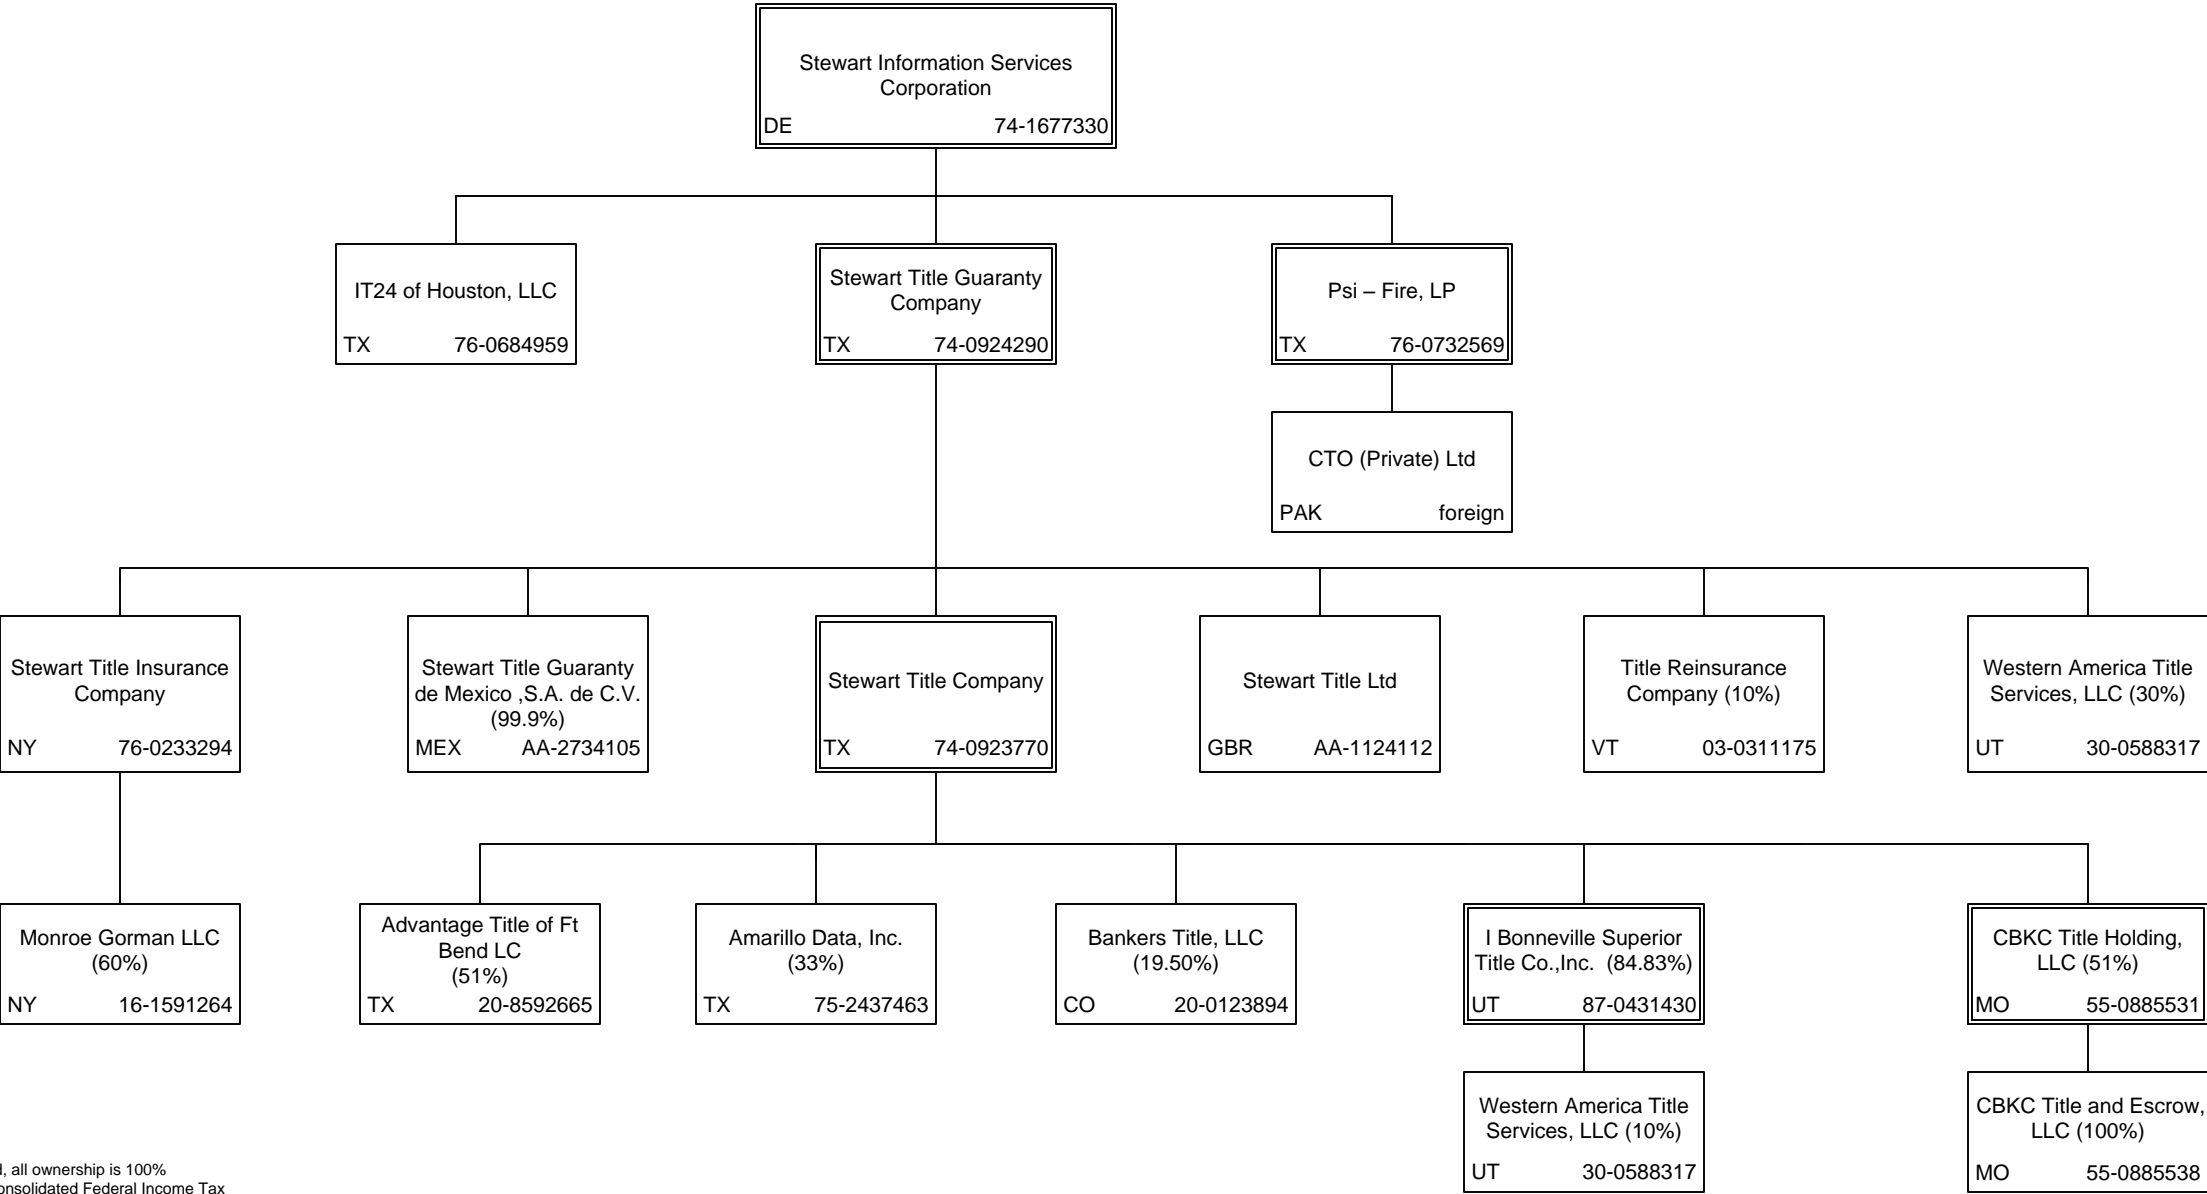 Stewart Information Services
Corporation
DE 74-1677330
IT24 of Houston, LLC
TX 76-0684959
Stewart Title Guaranty
Company
TX 74-0924290
Psi – Fire, LP
TX 76-0732569
CTO (Private) Ltd
PAK foreign
Stewart Title Insurance
Company
NY 76-0233294
Stewart Title Guaranty
de Mexico ,S.A. de C.V.
(99.9%)
MEX AA-2734105
Stewart Title Company
TX 74-0923770
Stewart Title Ltd
GBR AA-1124112
Title Reinsurance
Company (10%)
VT 03-0311175
Western America Title
Services, LLC (30%)
UT 30-0588317
Monroe Gorman LLC
(60%)
NY 16-1591264
Advantage Title of Ft
Bend LC
(51%)
TX 20-8592665
Amarillo Data, Inc.
(33%)
TX 75-2437463
Bankers Title, LLC
(19.50%)
CO 20-0123894
I Bonneville Superior
Title Co.,Inc. (84.83%)
UT 87-0431430
CBKC Title Holding,
LLC (51%)
MO 55-0885531
Western America Title
Services, LLC (10%)
UT 30-0588317
CBKC Title and Escrow,
LLC (100%)
MO 55-0885538
, all ownership is 100%
onsolidated Federal Income Tax